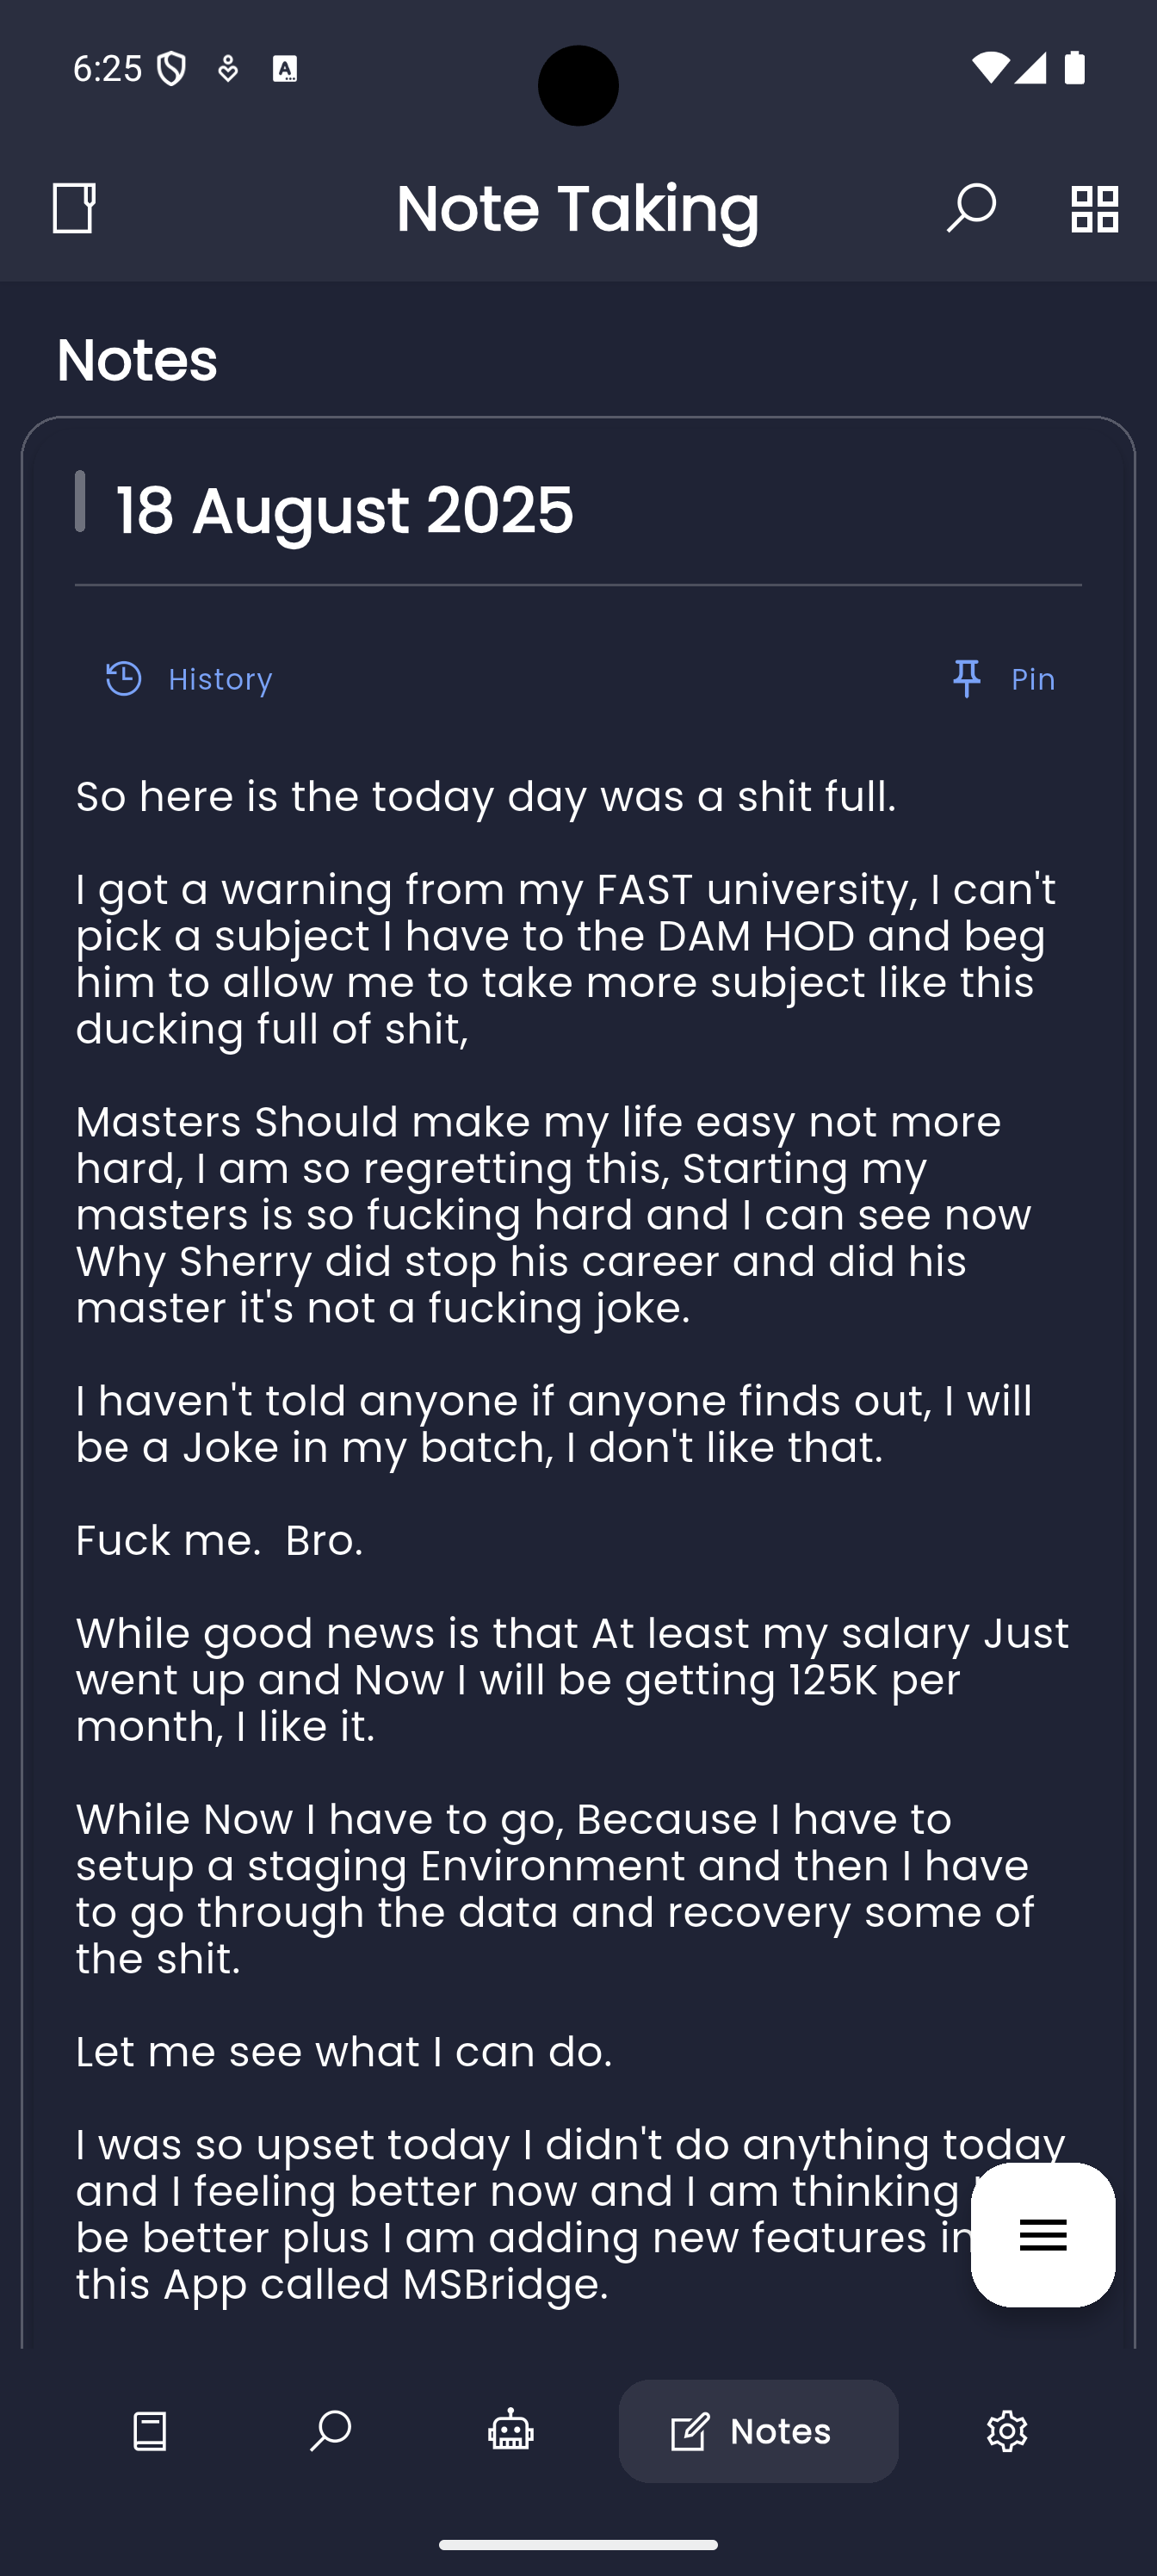 6:25
Note Taking
Notes
18 August 2025
History
Pin
So here is the today day was a shit full.
I got a warning from my FAST university, I can't
pick a subject I have to the DAM HOD and beg
him to allow me to take more subject like this
ducking full of shit,
Masters Should make my life easy not more
hard, I am so regretting this, Starting my
masters is so fucking hard and I can see now
Why Sherry did stop his career and did his
master it's not a fucking joke.
I haven't told anyone if anyone finds out, I will
be a Joke in my batch, I don't like that.
Fuck me.  Bro.
While good news is that At least my salary Just
went up and Now I will be getting 125K per
month, I like it.
While Now I have to go, Because I have to
setup a staging Environment and then I have
to go through the data and recovery some of
the shit.
Let me see what I can do.
I was so upset today I didn't do anything today
and I feeling better now and I am thinking
be better plus I am adding new features in
this App called MSBridge.
Notes